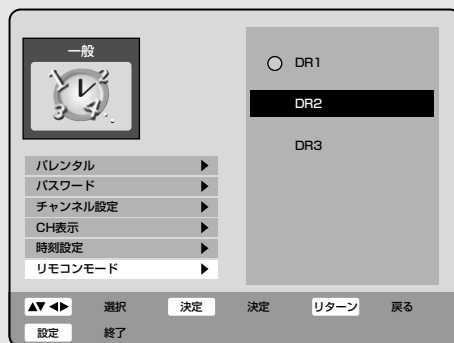 一般
パレンタル ▶
パスワード ▶
チャンネル設定 ▶
CH表示 ▶
時刻設定 ▶
リモコンモード ▶
○ DR1
DR2
DR3
▲▼◀▶ 選択 決定 決定 リターン 戻る
設定 終了